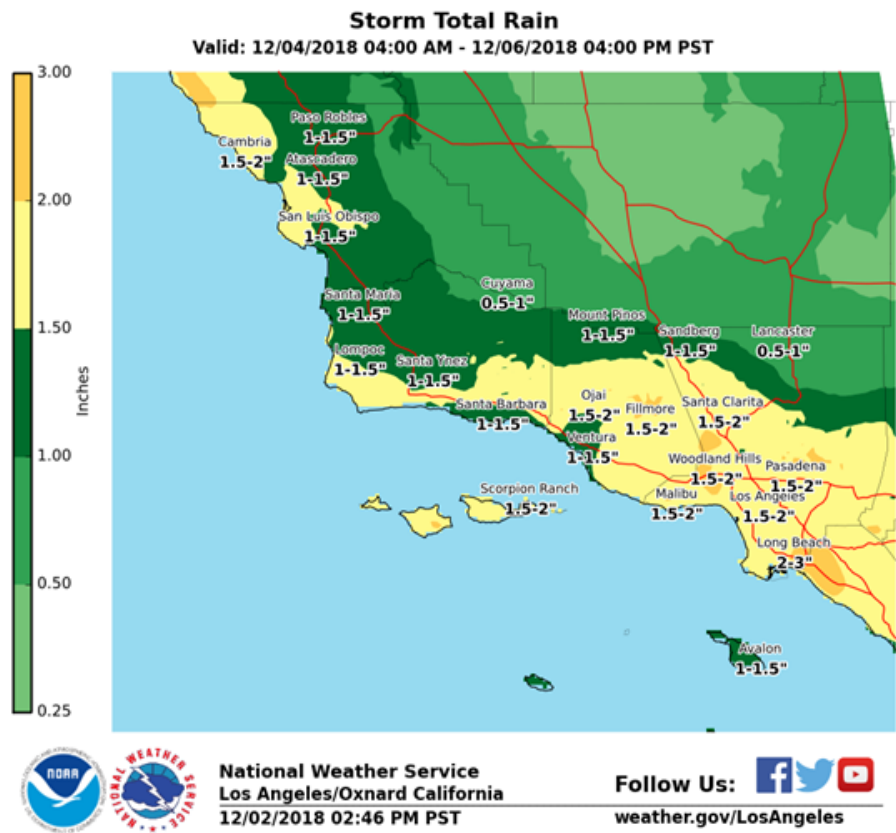 Storm Total Rain
Valid: 12/04/2018 04:00 AM - 12/06/2018 04:00 PM PST
3.00
2.00
1.50
1.00
0.50
0.25
Inches
Paso Robles
1-1.5"
Cambria
1.5-2"
Atascadero
1-1.5"
San Luis Obispo
1-1.5"
Santa Maria
1-1.5"
Cuyama
0.5-1"
Mount Pinos
1-1.5"
Sandberg
1-1.5"
Lancaster
0.5-1"
Lompoc
1-1.5"
Santa Ynez
1-1.5"
Santa Barbara
1-1.5"
Ojai
1.5-2"
Fillmore
1.5-2"
Santa Clarita
1.5-2"
Ventura
1-1.5"
Woodland Hills
1.5-2"
Pasadena
1.5-2"
Scorpion Ranch
1.5-2"
Malibu
1.5-2"
Los Angeles
1.5-2"
Long Beach
2-3"
Avalon
1-1.5"
NOAA
NATIONAL WEATHER SERVICE
National Weather Service
Los Angeles/Oxnard California
12/02/2018 02:46 PM PST
Follow Us:
weather.gov/LosAngeles